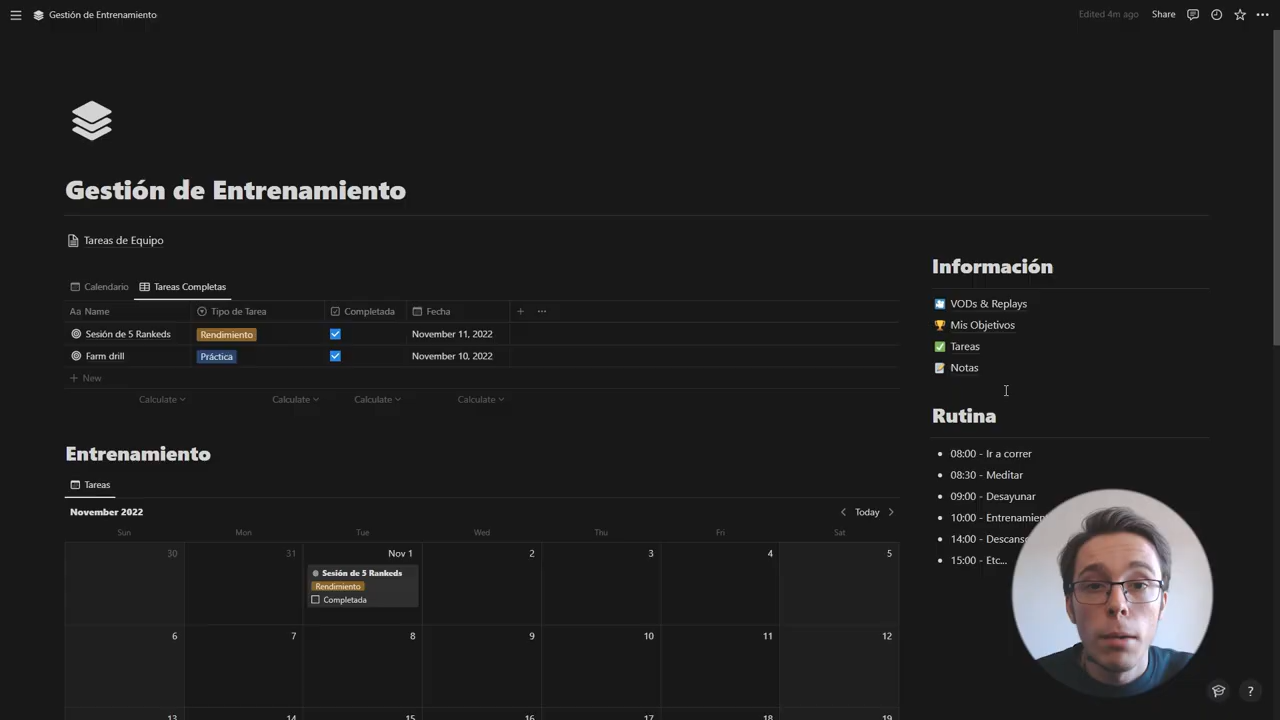 Gestión de Entrenamiento
Edited 4m ago
Share
Gestión de Entrenamiento
Tareas de Equipo
Calendario
Tareas Completas
Aa Name
Tipo de Tarea
Completada
Fecha
Sesión de 5 Rankeds
Rendimiento
November 11, 2022
Farm drill
Práctica
November 10, 2022
New
Calculate
Calculate
Calculate
Calculate
Entrenamiento
Tareas
November 2022
Today
Sun Mon Tue Wed Thu Fri Sat
30 31 Nov 1 2 3 4 5
Sesión de 5 Rankeds
Rendimiento
Completada
6 7 8 9 10 11 12
13 14 15 16 17 18 19
Información
VODs & Replays
Mis Objetivos
Tareas
Notas
Rutina
08:00 - Ir a correr
08:30 - Meditar
09:00 - Desayunar
10:00 -
14:00 -
15:00 - Etc...
?